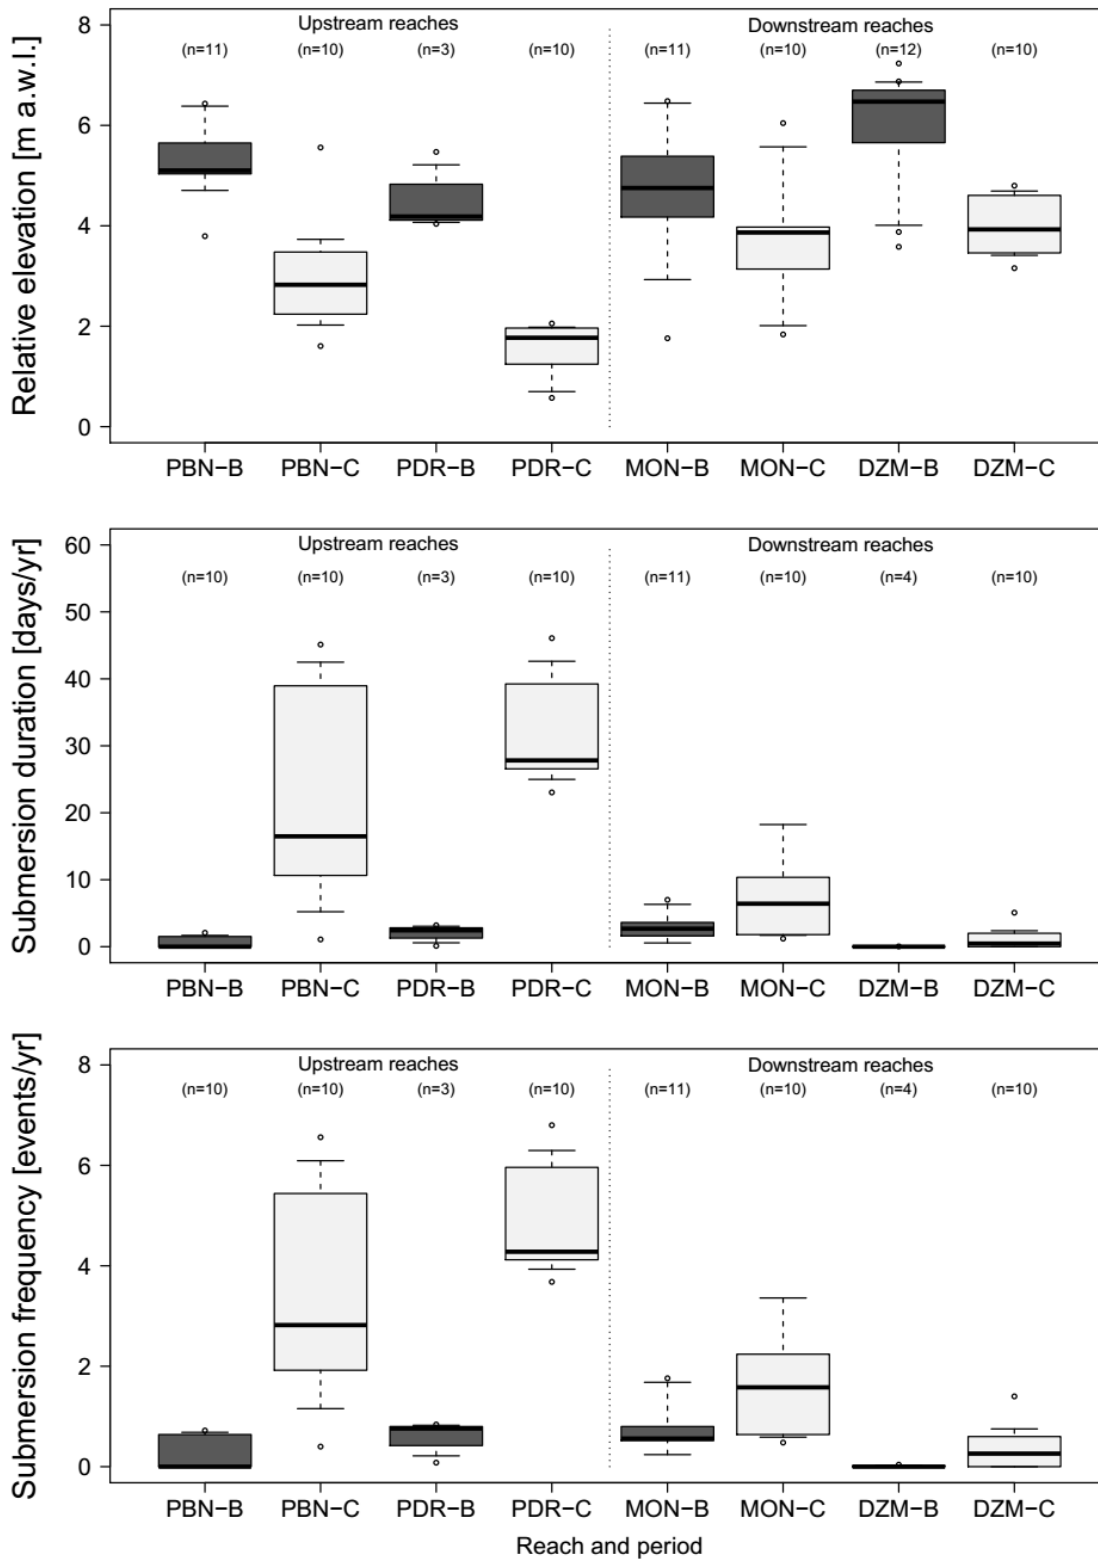 Relative elevation [m a.w.l.]
Upstream reaches
Downstream reaches
(n=11) (n=10) (n=3) (n=10) (n=11) (n=10) (n=12) (n=10)
8
6
4
2
0
PBN−B PBN−C PDR−B PDR−C MON−B MON−C DZM−B DZM−C
Submersion duration [days/yr]
Upstream reaches
Downstream reaches
(n=10) (n=10) (n=3) (n=10) (n=11) (n=10) (n=4) (n=10)
60
50
40
30
20
10
0
PBN−B PBN−C PDR−B PDR−C MON−B MON−C DZM−B DZM−C
Submersion frequency [events/yr]
Upstream reaches
Downstream reaches
(n=10) (n=10) (n=3) (n=10) (n=11) (n=10) (n=4) (n=10)
8
6
4
2
0
PBN−B PBN−C PDR−B PDR−C MON−B MON−C DZM−B DZM−C
Reach and period